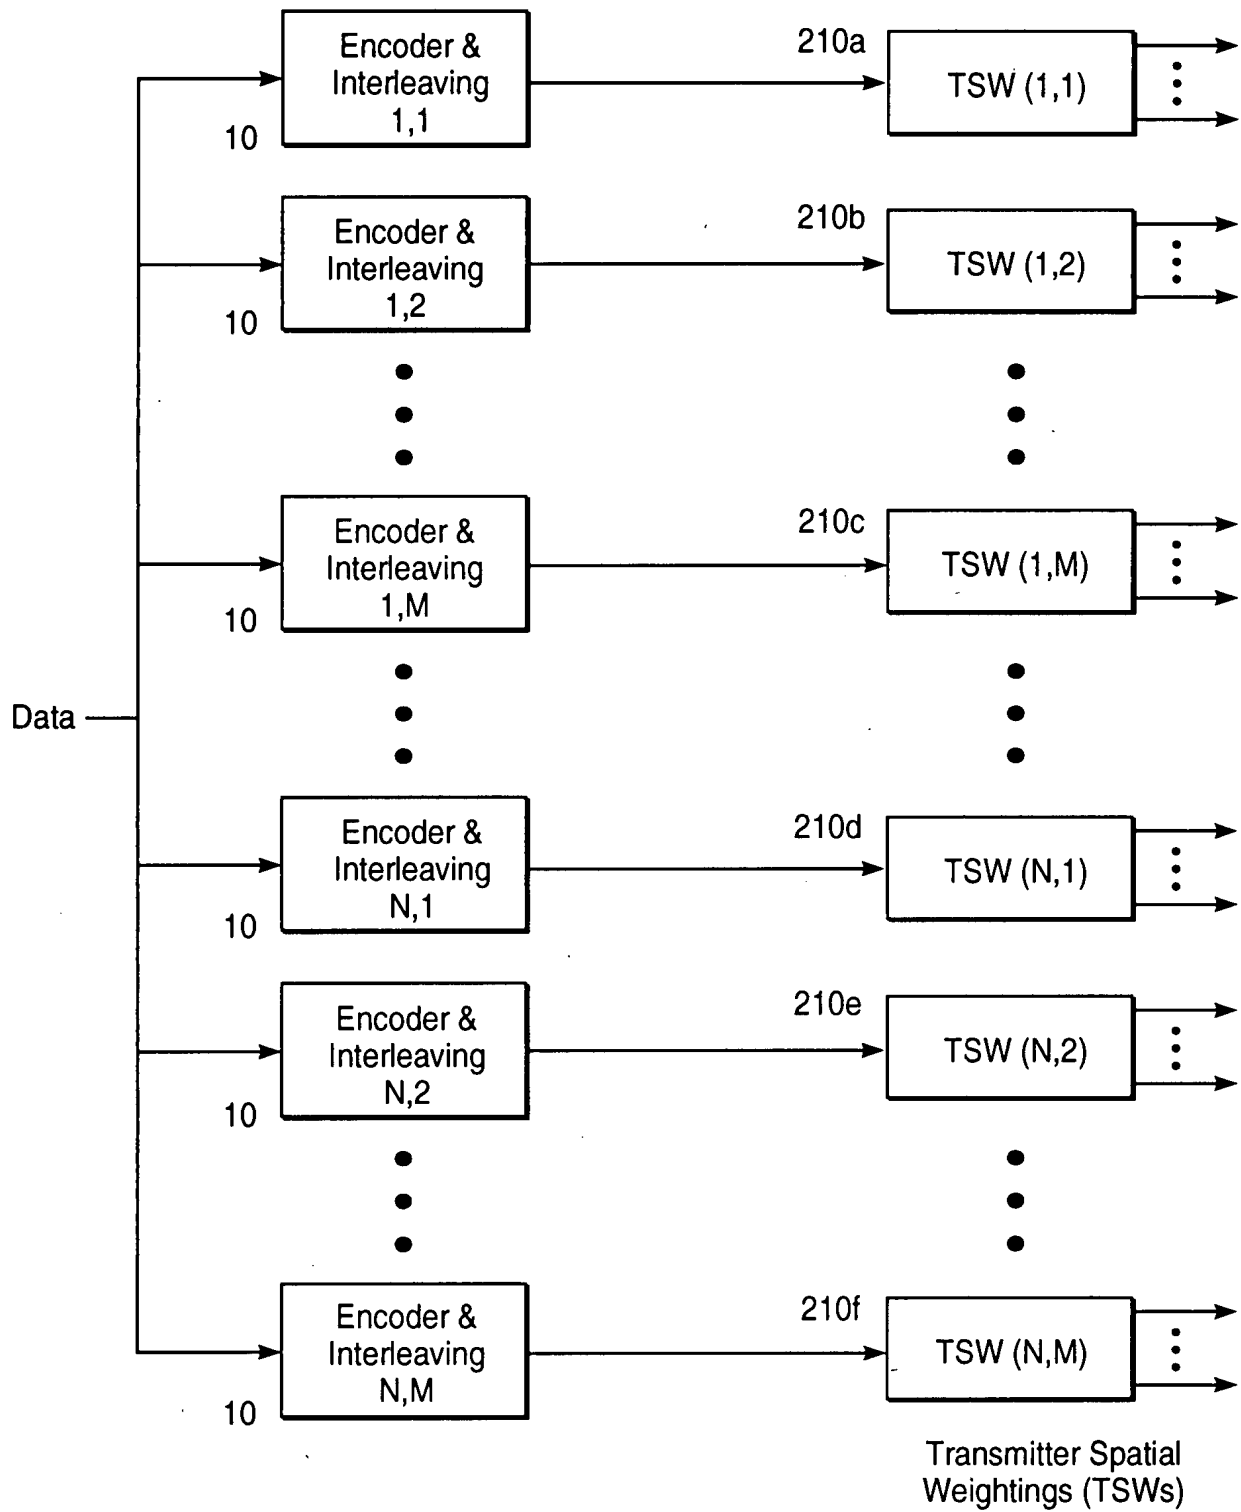 Encoder &
Interleaving
1,1
10
210a
TSW (1,1)
Encoder &
Interleaving
1,2
10
210b
TSW (1,2)
Encoder &
Interleaving
1,M
10
210c
TSW (1,M)
Data
Encoder &
Interleaving
N,1
10
210d
TSW (N,1)
Encoder &
Interleaving
N,2
10
210e
TSW (N,2)
Encoder &
Interleaving
N,M
10
210f
TSW (N,M)
Transmitter Spatial
Weightings (TSWs)